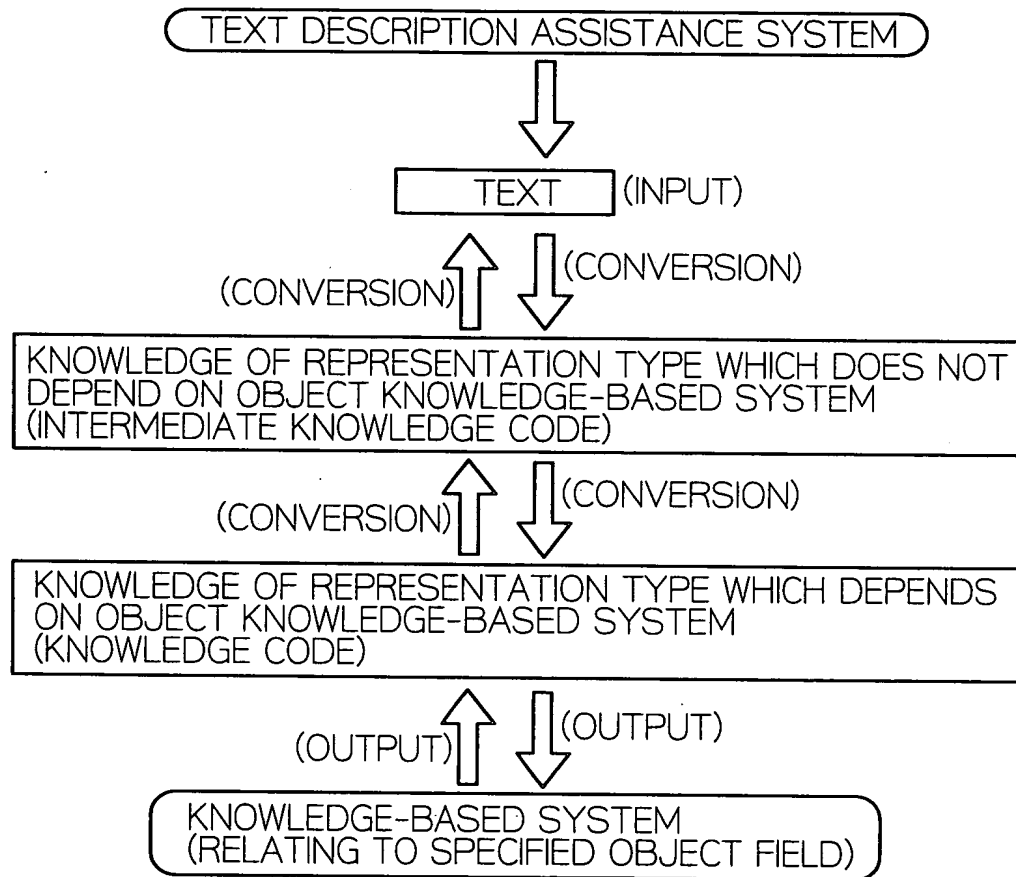 TEXT DESCRIPTION ASSISTANCE SYSTEM
TEXT (INPUT)
(CONVERSION) (CONVERSION)
KNOWLEDGE OF REPRESENTATION TYPE WHICH DOES NOT
DEPEND ON OBJECT KNOWLEDGE-BASED SYSTEM
(INTERMEDIATE KNOWLEDGE CODE)
(CONVERSION) (CONVERSION)
KNOWLEDGE OF REPRESENTATION TYPE WHICH DEPENDS
ON OBJECT KNOWLEDGE-BASED SYSTEM
(KNOWLEDGE CODE)
(OUTPUT) (OUTPUT)
KNOWLEDGE-BASED SYSTEM
(RELATING TO SPECIFIED OBJECT FIELD)